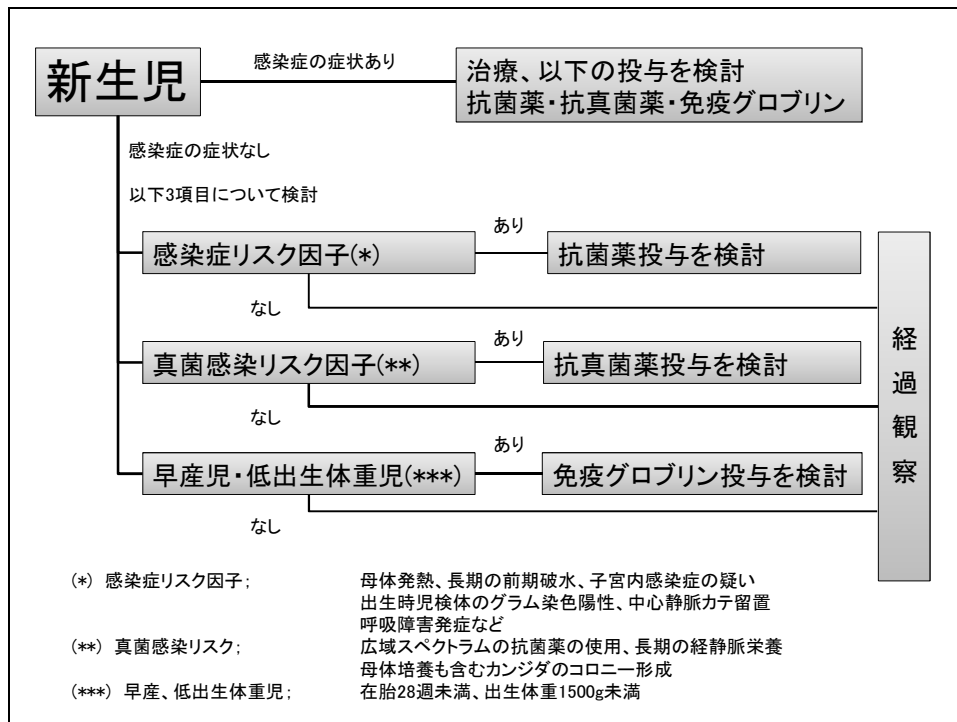 新生児
感染症の症状あり
治療、以下の投与を検討
抗菌薬・抗真菌薬・免疫グロブリン
感染症の症状なし
以下3項目について検討
感染症リスク因子(*)
あり
抗菌薬投与を検討
なし
真菌感染リスク因子(**)
あり
抗真菌薬投与を検討
なし
早産児・低出生体重児(***)
あり
免疫グロブリン投与を検討
なし
経過観察
(*) 感染症リスク因子; 母体発熱、長期の前期破水、子宮内感染症の疑い
出生時児検体のグラム染色陽性、中心静脈カテ留置
呼吸障害発症など
(**) 真菌感染リスク; 広域スペクトラムの抗菌薬の使用、長期の経静脈栄養
母体培養も含むカンジダのコロニー形成
(***) 早産、低出生体重児; 在胎28週未満、出生体重1500g未満